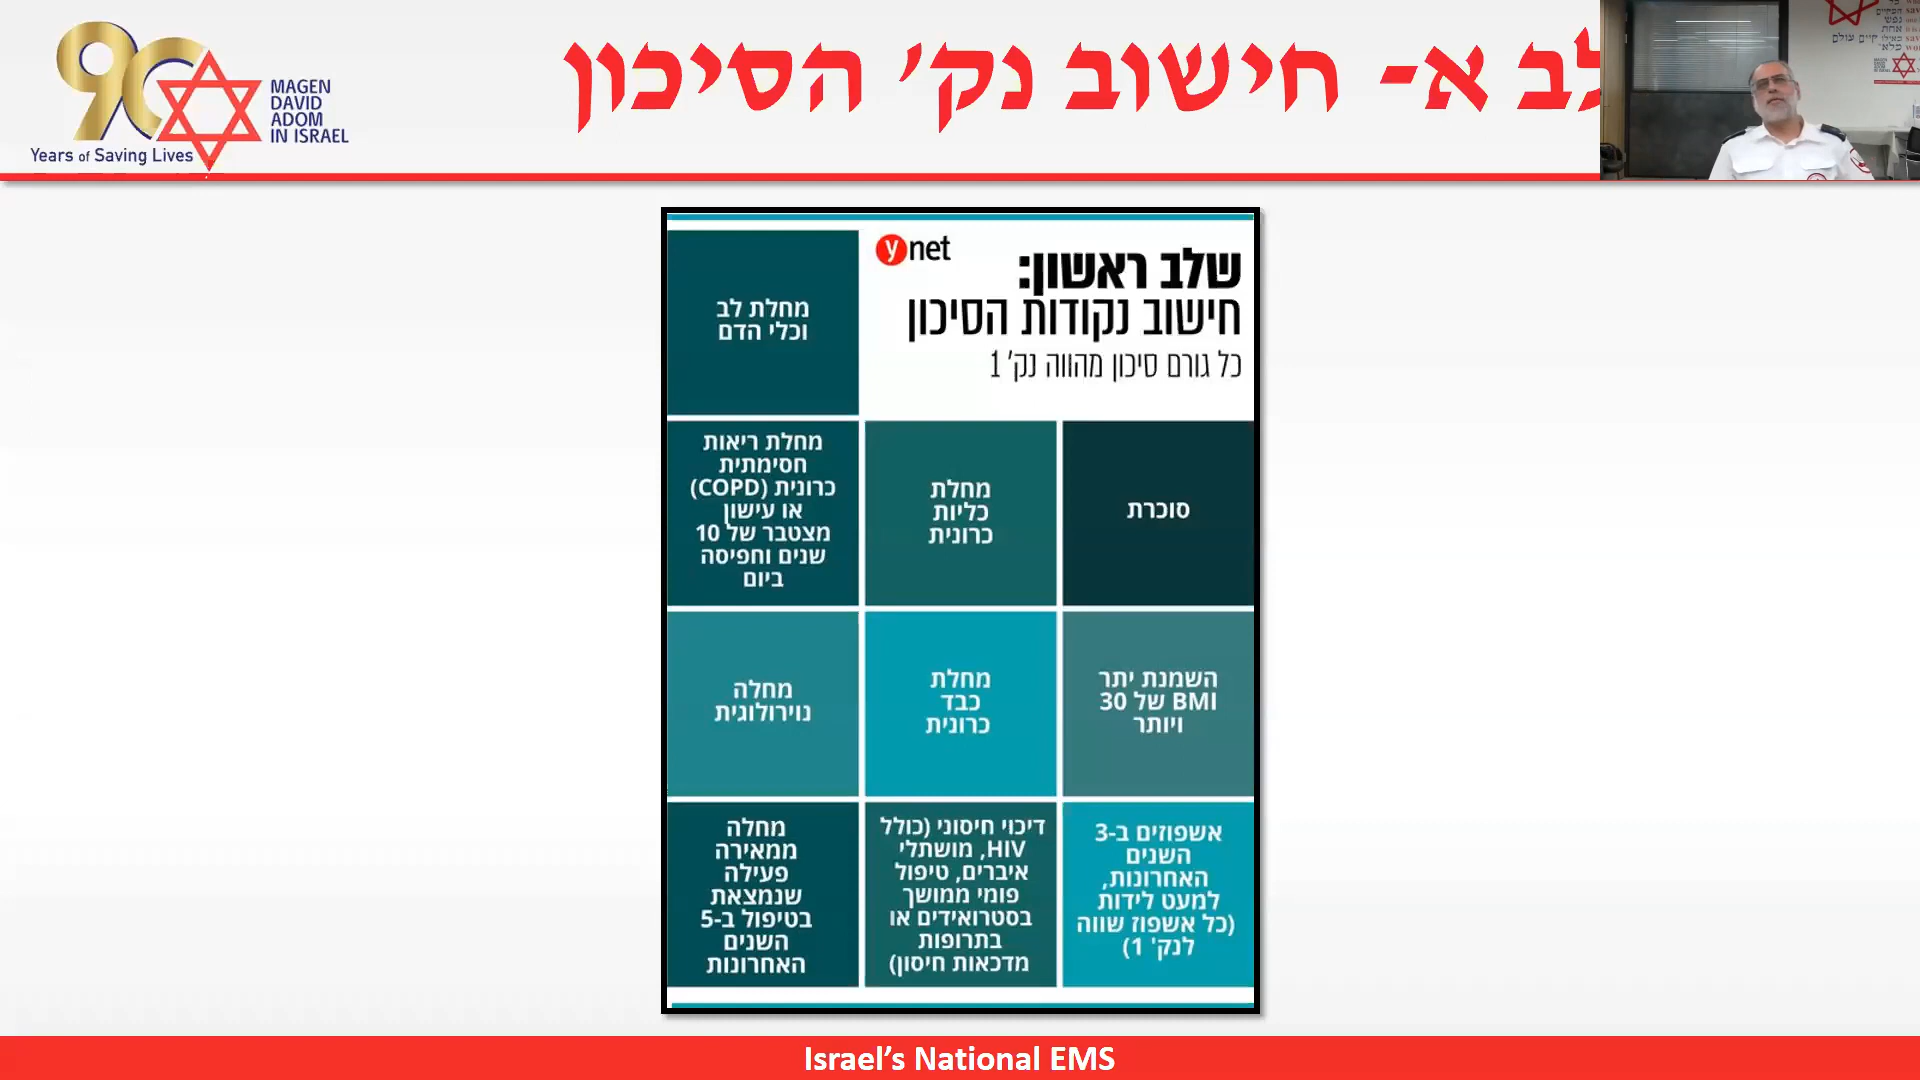 לב א- חישוב נק' הסיכון
90
Years of Saving Lives
MAGEN
DAVID
ADOM
IN ISRAEL
ynet
שלב ראשון:
חישוב נקודות הסיכון
כל גורם סיכון מהווה נק' 1
מחלת לב
וכלי הדם
סוכרת
מחלת
כליות
כרונית
מחלת ריאות
חסימתית
כרונית (COPD)
או עישון
מצטבר של 10
שנים וחפיסה
ביום
השמנת יתר
BMI של 30
ויותר
מחלת
כבד
כרונית
מחלה
נוירולוגית
אשפוזים ב-3
השנים
האחרונות,
למעט לידות
(כל אשפוז שווה
לנק' 1)
דיכוי חיסוני (כולל
HIV, מושתלי
איברים, טיפול
פומי ממושך
בסטרואידים או
בתרופות
מדכאות חיסון)
מחלה
ממאירה
פעילה
שנמצאת
בטיפול ב-5
השנים
האחרונות
Israel's National EMS